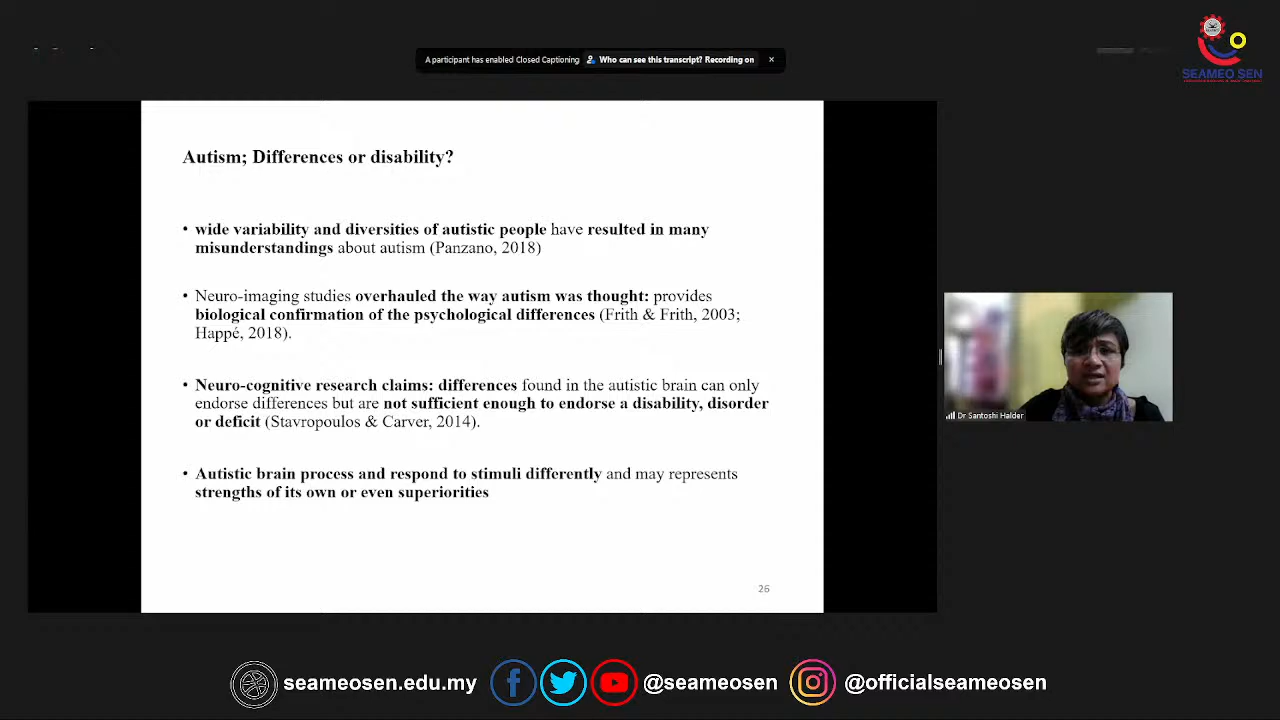 A participant has enabled Closed Captioning Who can see this transcript? Recording on ×
SEAMEO SEN
Autism; Differences or disability?
• wide variability and diversities of autistic people have resulted in many
misunderstandings about autism (Panzano, 2018)
• Neuro-imaging studies overhauled the way autism was thought: provides
biological confirmation of the psychological differences (Frith & Frith, 2003;
Happé, 2018).
• Neuro-cognitive research claims: differences found in the autistic brain can only
endorse differences but are not sufficient enough to endorse a disability, disorder
or deficit (Stavropoulos & Carver, 2014).
• Autistic brain process and respond to stimuli differently and may represents
strengths of its own or even superiorities
26
Dr Santoshi Halder
seameosen.edu.my @seameosen @officialseameosen